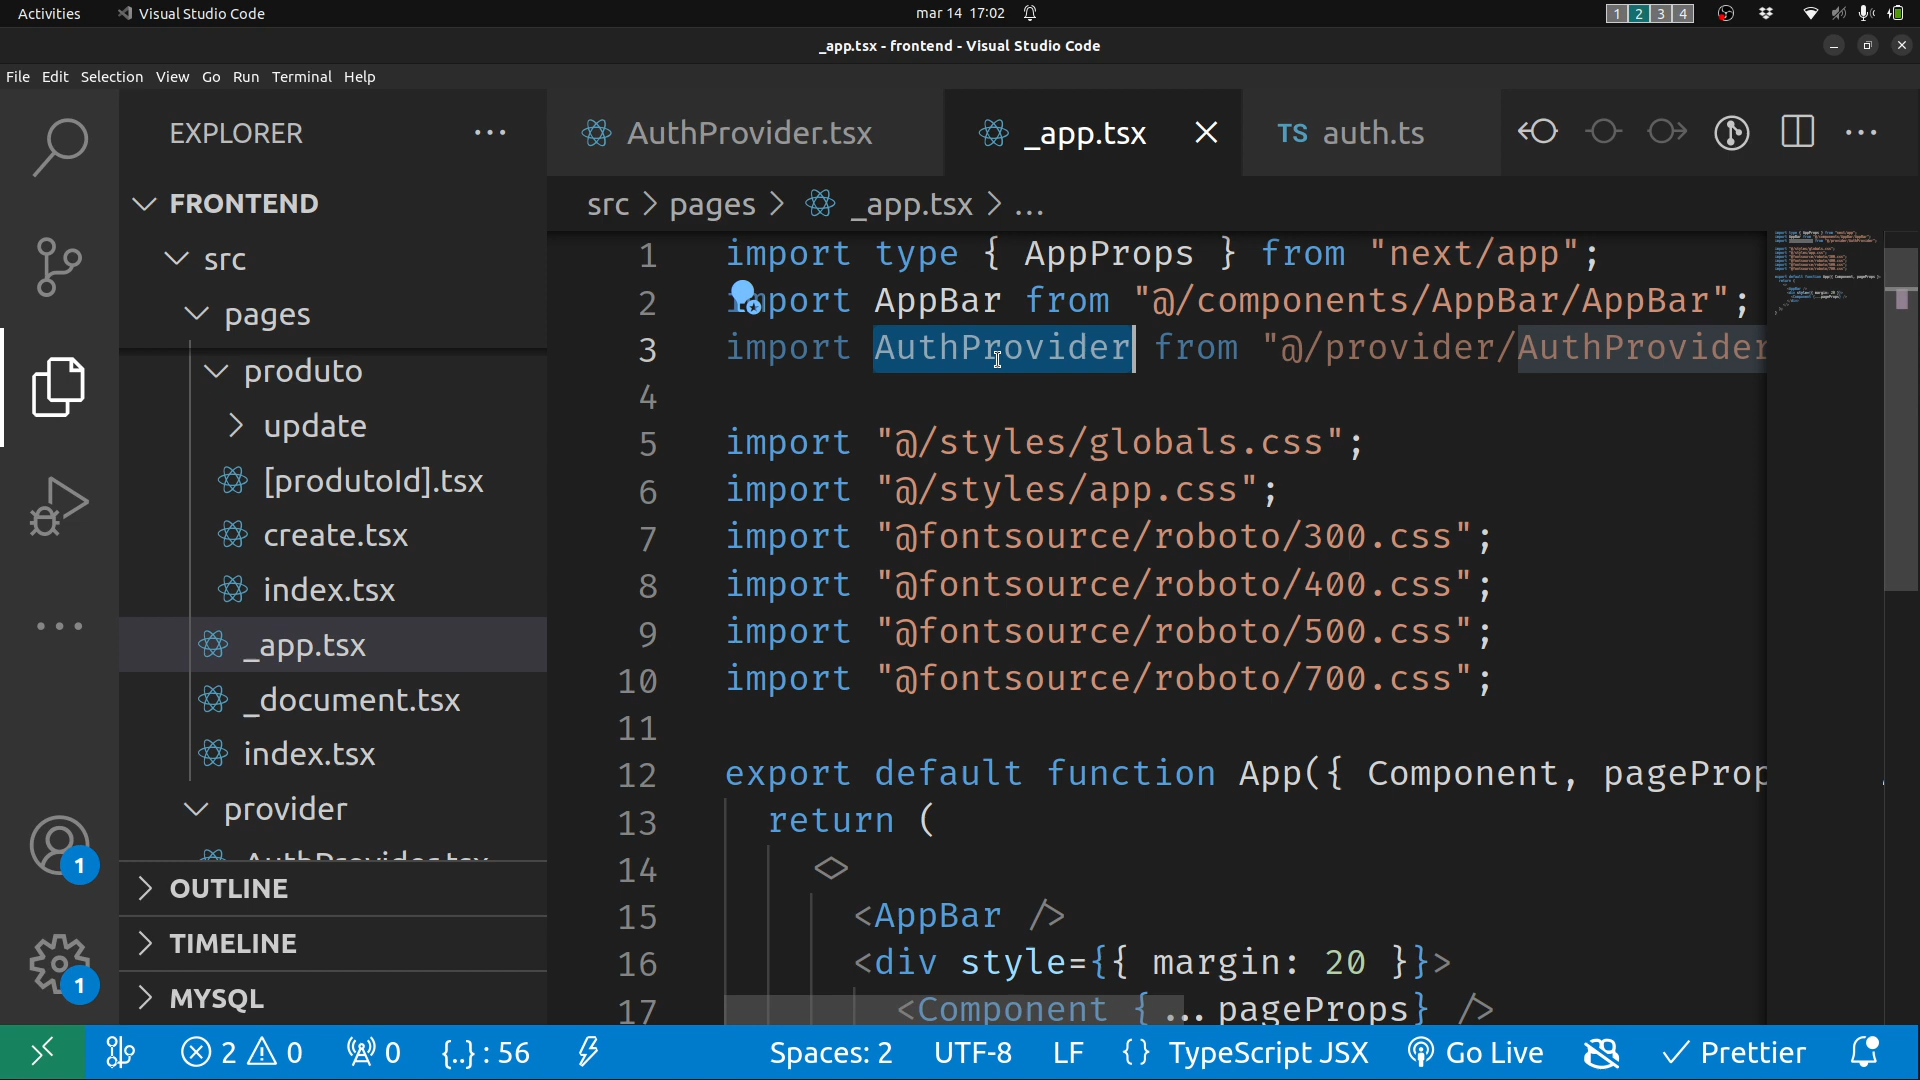 Activities
Visual Studio Code
mar 14 17:02
1 2 3 4
_app.tsx - frontend - Visual Studio Code
File Edit Selection View Go Run Terminal Help
EXPLORER
FRONTEND
src
pages
produto
update
[produtoId].tsx
create.tsx
index.tsx
_app.tsx
_document.tsx
index.tsx
provider
AuthProvider.tsx
OUTLINE
TIMELINE
MYSQL
1
1
AuthProvider.tsx
_app.tsx
TS auth.ts
src > pages > _app.tsx > ...
1 import type { AppProps } from "next/app";
2 import AppBar from "@/components/AppBar/AppBar";
3 import AuthProvider from "@/provider/AuthProvider
4
5 import "@/styles/globals.css";
6 import "@/styles/app.css";
7 import "@fontsource/roboto/300.css";
8 import "@fontsource/roboto/400.css";
9 import "@fontsource/roboto/500.css";
10 import "@fontsource/roboto/700.css";
11
12 export default function App({ Component, pageProp
13 return (
14 <>
15 <AppBar />
16 <div style={{ margin: 20 }}>
17 <Component {...pageProps} />
2 0 0 {..} : 56 Spaces: 2 UTF-8 LF {} TypeScript JSX Go Live Prettier